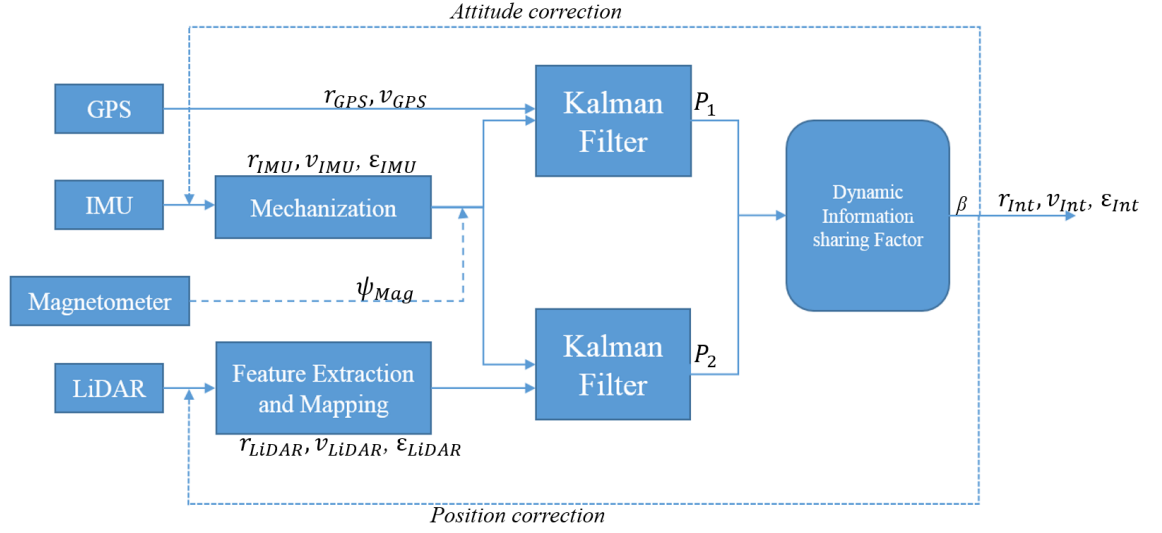 Attitude correction
GPS
r_GPS, v_GPS
Kalman
Filter
P_1
IMU
r_IMU, v_IMU, ε_IMU
Mechanization
Dynamic
Information
sharing Factor
β
r_Int, v_Int, ε_Int
Magnetometer
ψ_Mag
LiDAR
Feature Extraction
and Mapping
r_LiDAR, v_LiDAR, ε_LiDAR
Kalman
Filter
P_2
Position correction